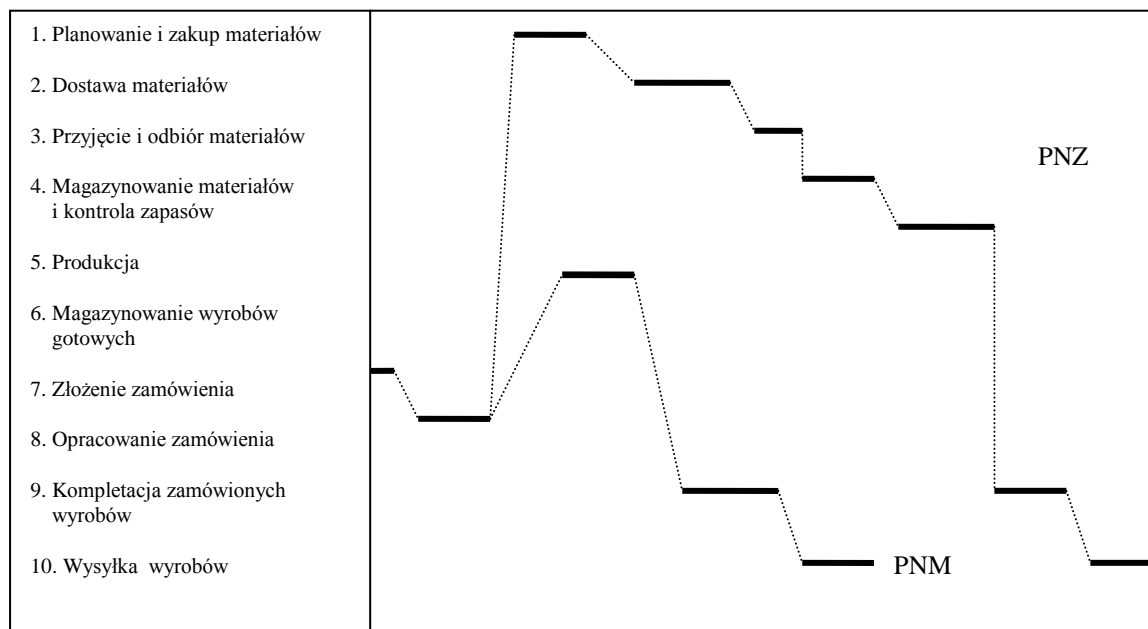 1. Planowanie i zakup materiałów
2. Dostawa materiałów
3. Przyjęcie i odbiór materiałów
PNZ
4. Magazynowanie materiałów
i kontrola zapasów
5. Produkcja
6. Magazynowanie wyrobów
gotowych
7. Złożenie zamówienia
8. Opracowanie zamówienia
9. Kompletacja zamówionych
wyrobów
10. Wysyłka wyrobów
PNM